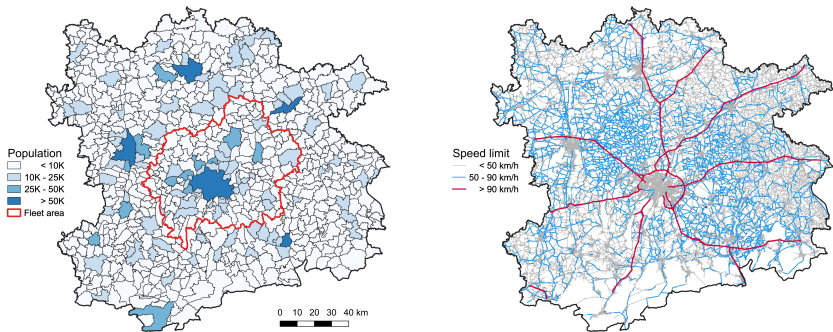 Population
< 10K
10K - 25K
25K - 50K
> 50K
Fleet area
0 10 20 30 40 km
Speed limit
< 50 km/h
50 - 90 km/h
> 90 km/h